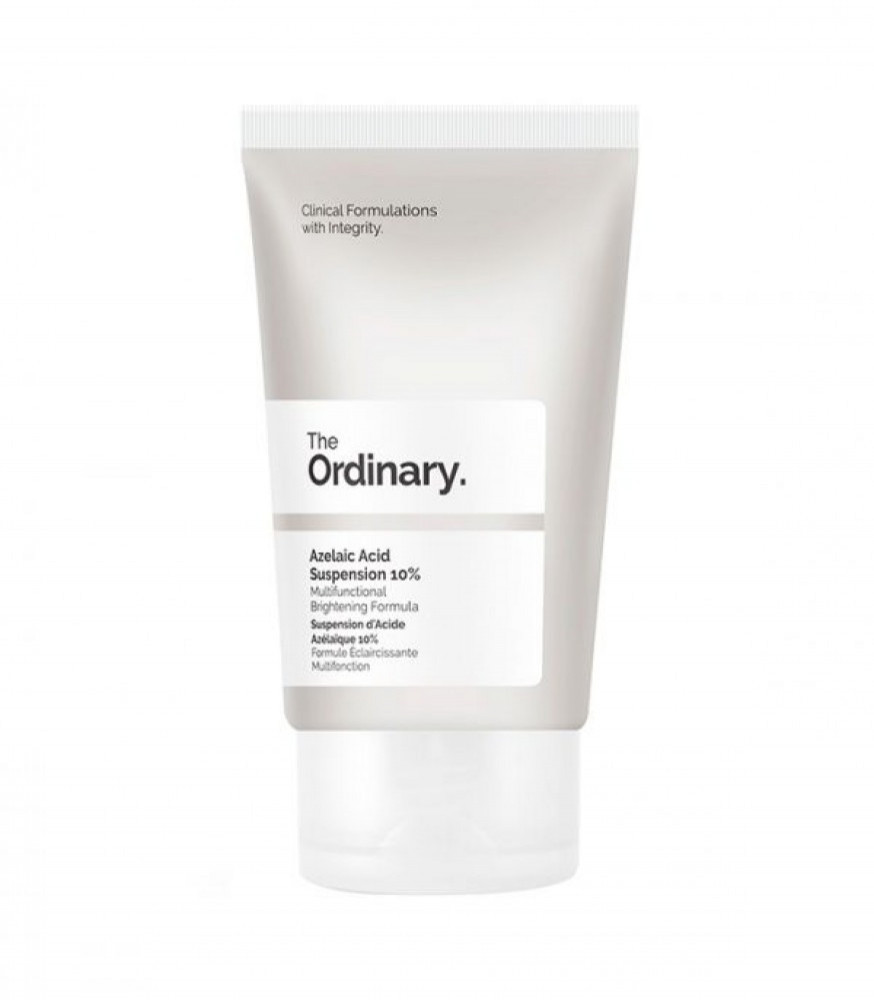 Clinical Formulations
with Integrity.
The
Ordinary.
Azelaic Acid
Suspension 10%
Multifunctional
Brightening Formula
Suspension d'Acide
Azélaïque 10%
Formule Éclaircissante
Multifonction